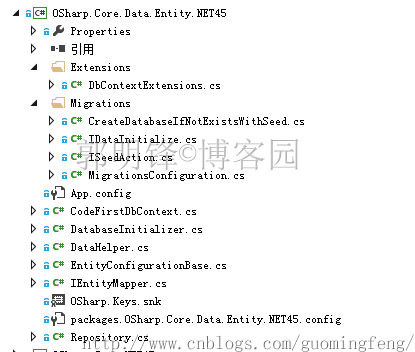 OSharp.Core.Data.Entity.NET45
Properties
引用
Extensions
DbContextExtensions.cs
Migrations
CreateDatabaseIfNotExistsWithSeed.cs
IDataInitialize.cs
ISeedAction.cs
郭明锋©博客园
MigrationsConfiguration.cs
App.config
CodeFirstDbContext.cs
DatabaseInitializer.cs
DataHelper.cs
EntityConfigurationBase.cs
IEntityMapper.cs
OSharp.Keys.snk
packages.OSharp.Core.Data.Entity.NET45.config
Repository.cs
http://www.cnblogs.com/guomingfeng/